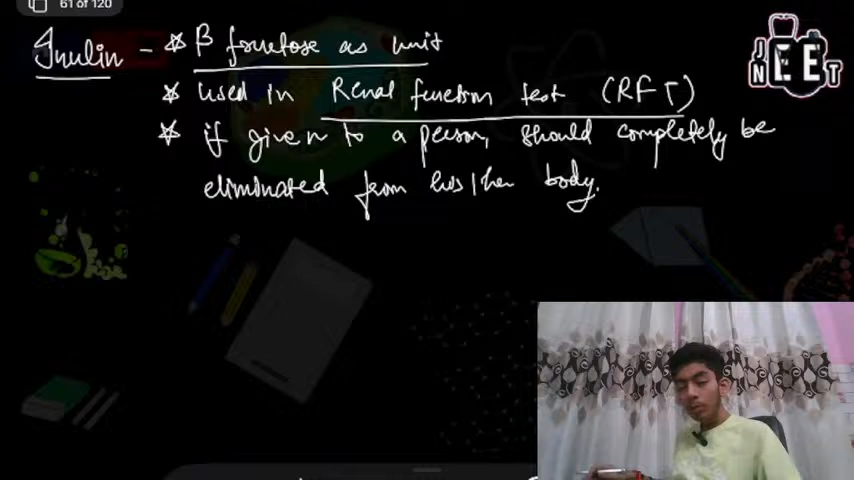 61 of 120
Inulin - * β fructose as unit
* used in Renal function test (RFT)
* if given to a person, should completely be
eliminated from his/her body.
J
NEET